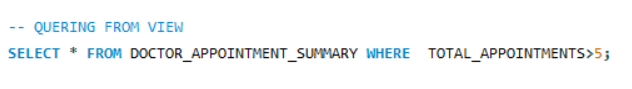 -- QUERING FROM VIEW
SELECT * FROM DOCTOR_APPOINTMENT_SUMMARY WHERE  TOTAL_APPOINTMENTS>5;